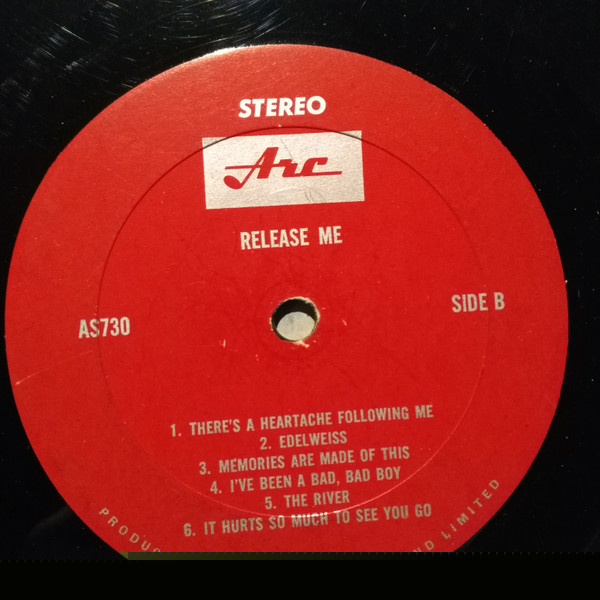 STEREO
Arc
RELEASE ME
AS730
SIDE B
1. THERE'S A HEARTACHE FOLLOWING ME
2. EDELWEISS
3. MEMORIES ARE MADE OF THIS
4. I'VE BEEN A BAD, BAD BOY
5. THE RIVER
6. IT HURTS SO MUCH TO SEE YOU GO
LIMITED